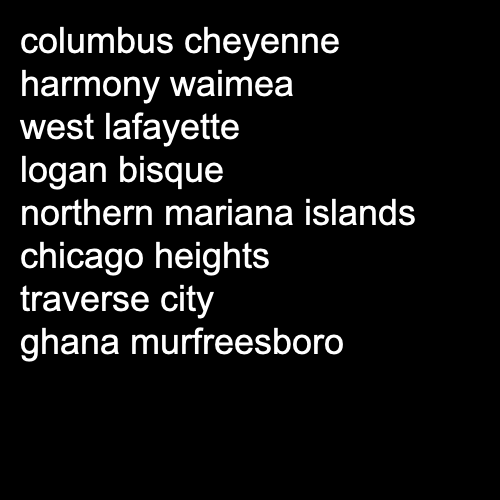 columbus cheyenne
harmony waimea
west lafayette
logan bisque
northern mariana islands
chicago heights
traverse city
ghana murfreesboro